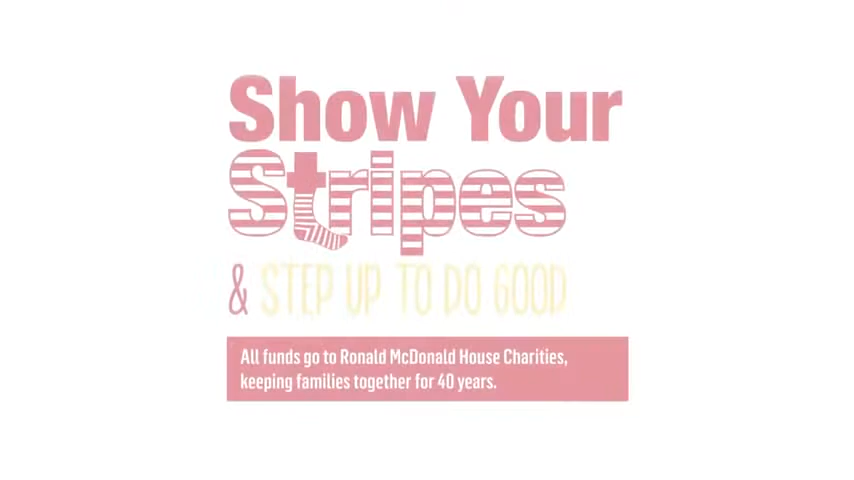 Show Your
Stripes
& STEP UP TO DO GOOD
All funds go to Ronald McDonald House Charities,
keeping families together for 40 years.